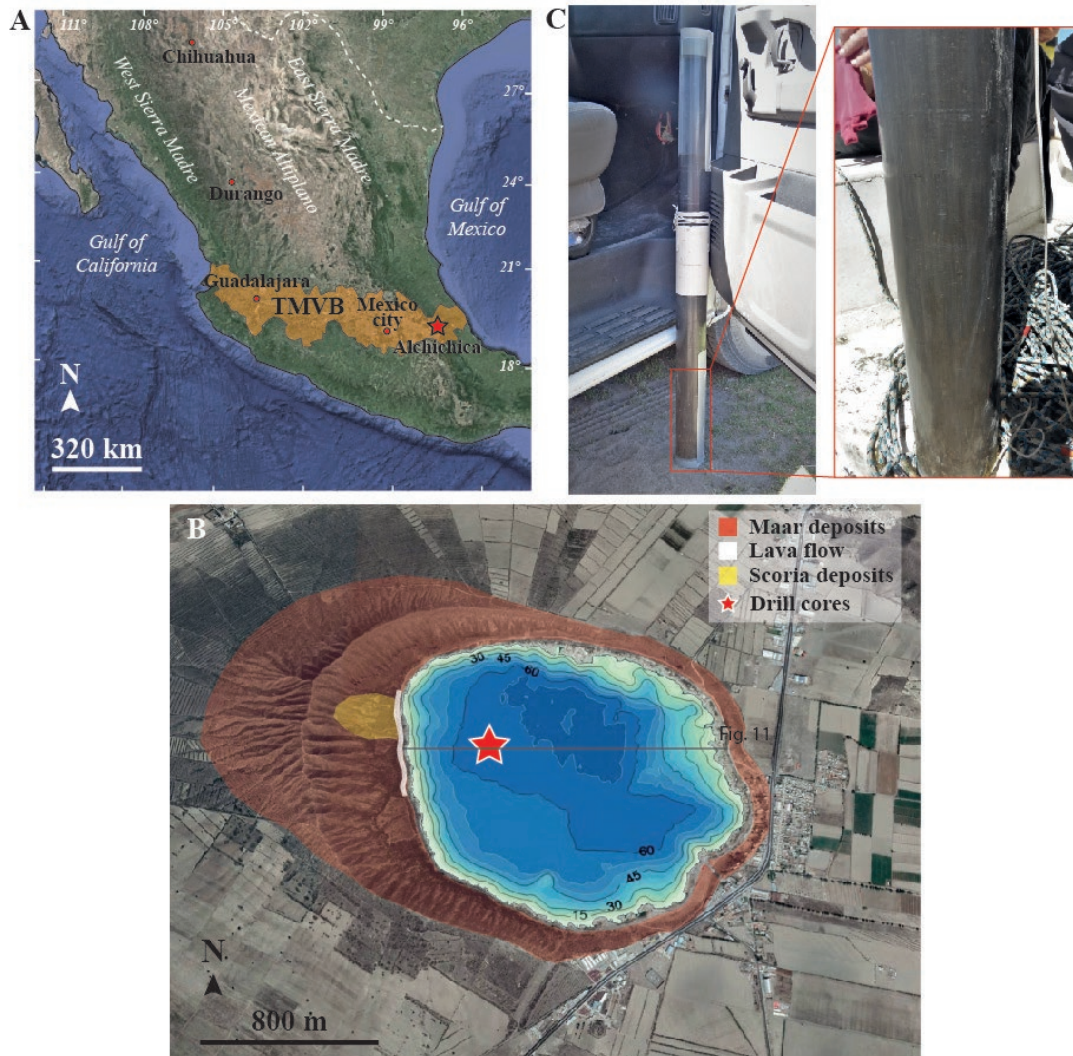 A
111°
108°
105°
102°
99°
96°
Chihuahua
West Sierra Madre
Mexican Altiplano
East Sierra Madre
27°
Durango
24°
Gulf of
Mexico
Gulf of
California
21°
Guadalajara
TMVB
Mexico
city
Alchichica
18°
N
320 km
C
B
Maar deposits
Lava flow
Scoria deposits
Drill cores
30
45
60
Fig. 11
60
45
30
15
N
800 m